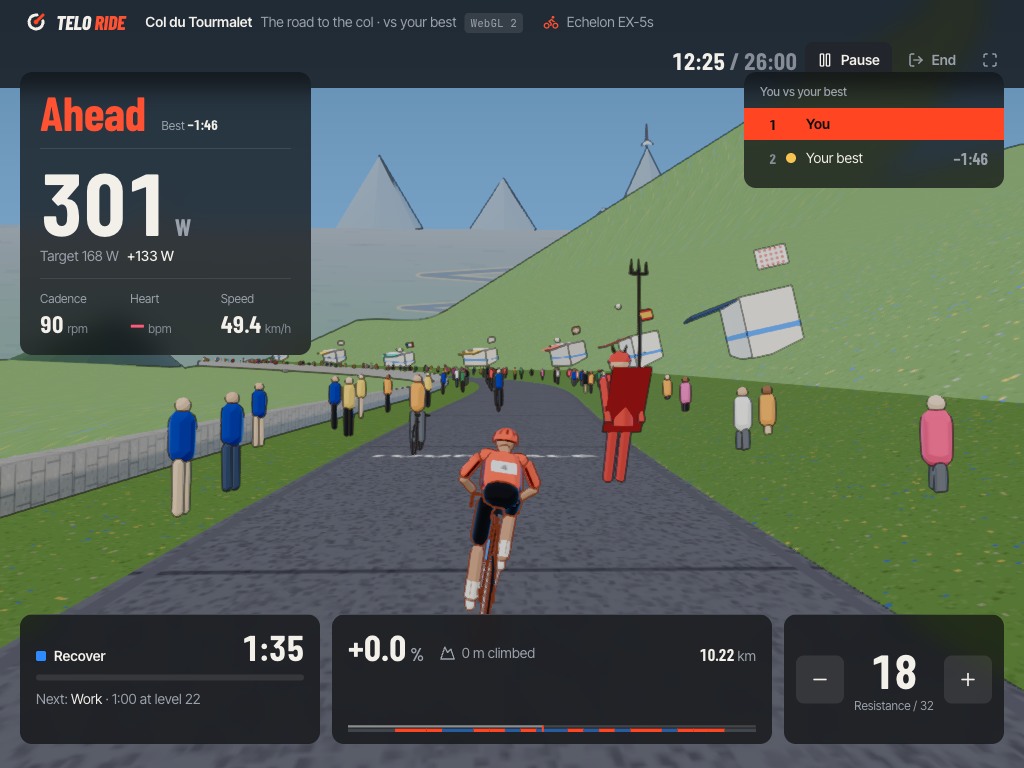 TELO RIDE Col du Tourmalet The road to the col · vs your best WebGL 2 Echelon EX-5s
12:25 / 26:00 Pause End
Ahead Best −1:46
301 W
Target 168 W +133 W
Cadence Heart Speed
90 rpm – bpm 49.4 km/h
You vs your best
1 You
2 Your best −1:46
4
Recover 1:35
Next: Work · 1:00 at level 22
+0.0 % 0 m climbed 10.22 km
− 18 +
Resistance / 32